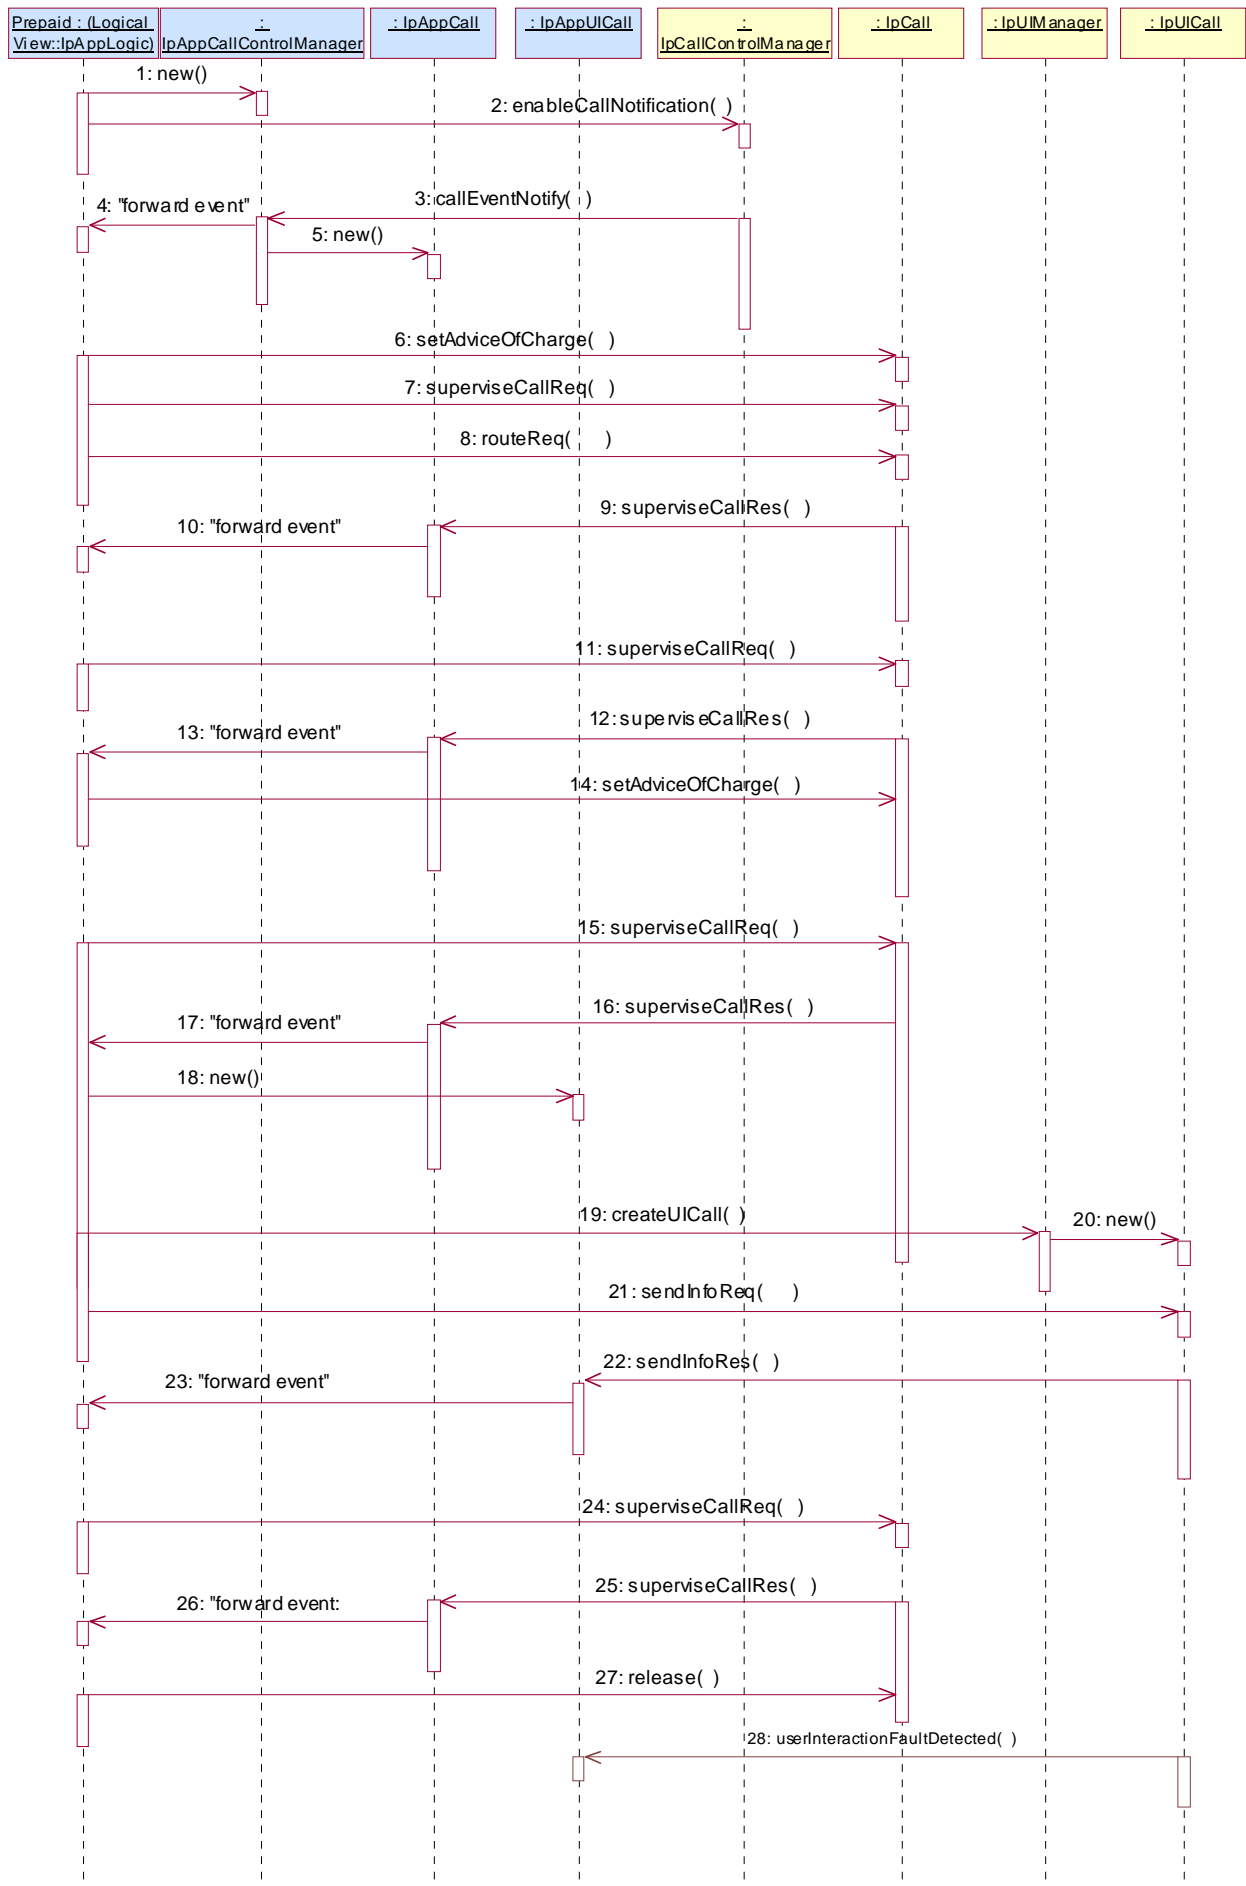 Prepaid : (Logical
View::IpAppLogic)
:
IpAppCallControlManager
: IpAppCall
: IpAppUICall
:
IpCallControlManager
: IpCall
: IpUIManager
: IpUICall
1: new()
2: enableCallNotification( )
3: callEventNotify( )
4: "forward event"
5: new()
6: setAdviceOfCharge( )
7: superviseCallReq( )
8: routeReq( )
9: superviseCallRes( )
10: "forward event"
11: superviseCallReq( )
12: superviseCallRes( )
13: "forward event"
14: setAdviceOfCharge( )
15: superviseCallReq( )
16: superviseCallRes( )
17: "forward event"
18: new()
19: createUICall( )
20: new()
21: sendInfoReq( )
22: sendInfoRes( )
23: "forward event"
24: superviseCallReq( )
25: superviseCallRes( )
26: "forward event:
27: release( )
28: userInteractionFaultDetected( )